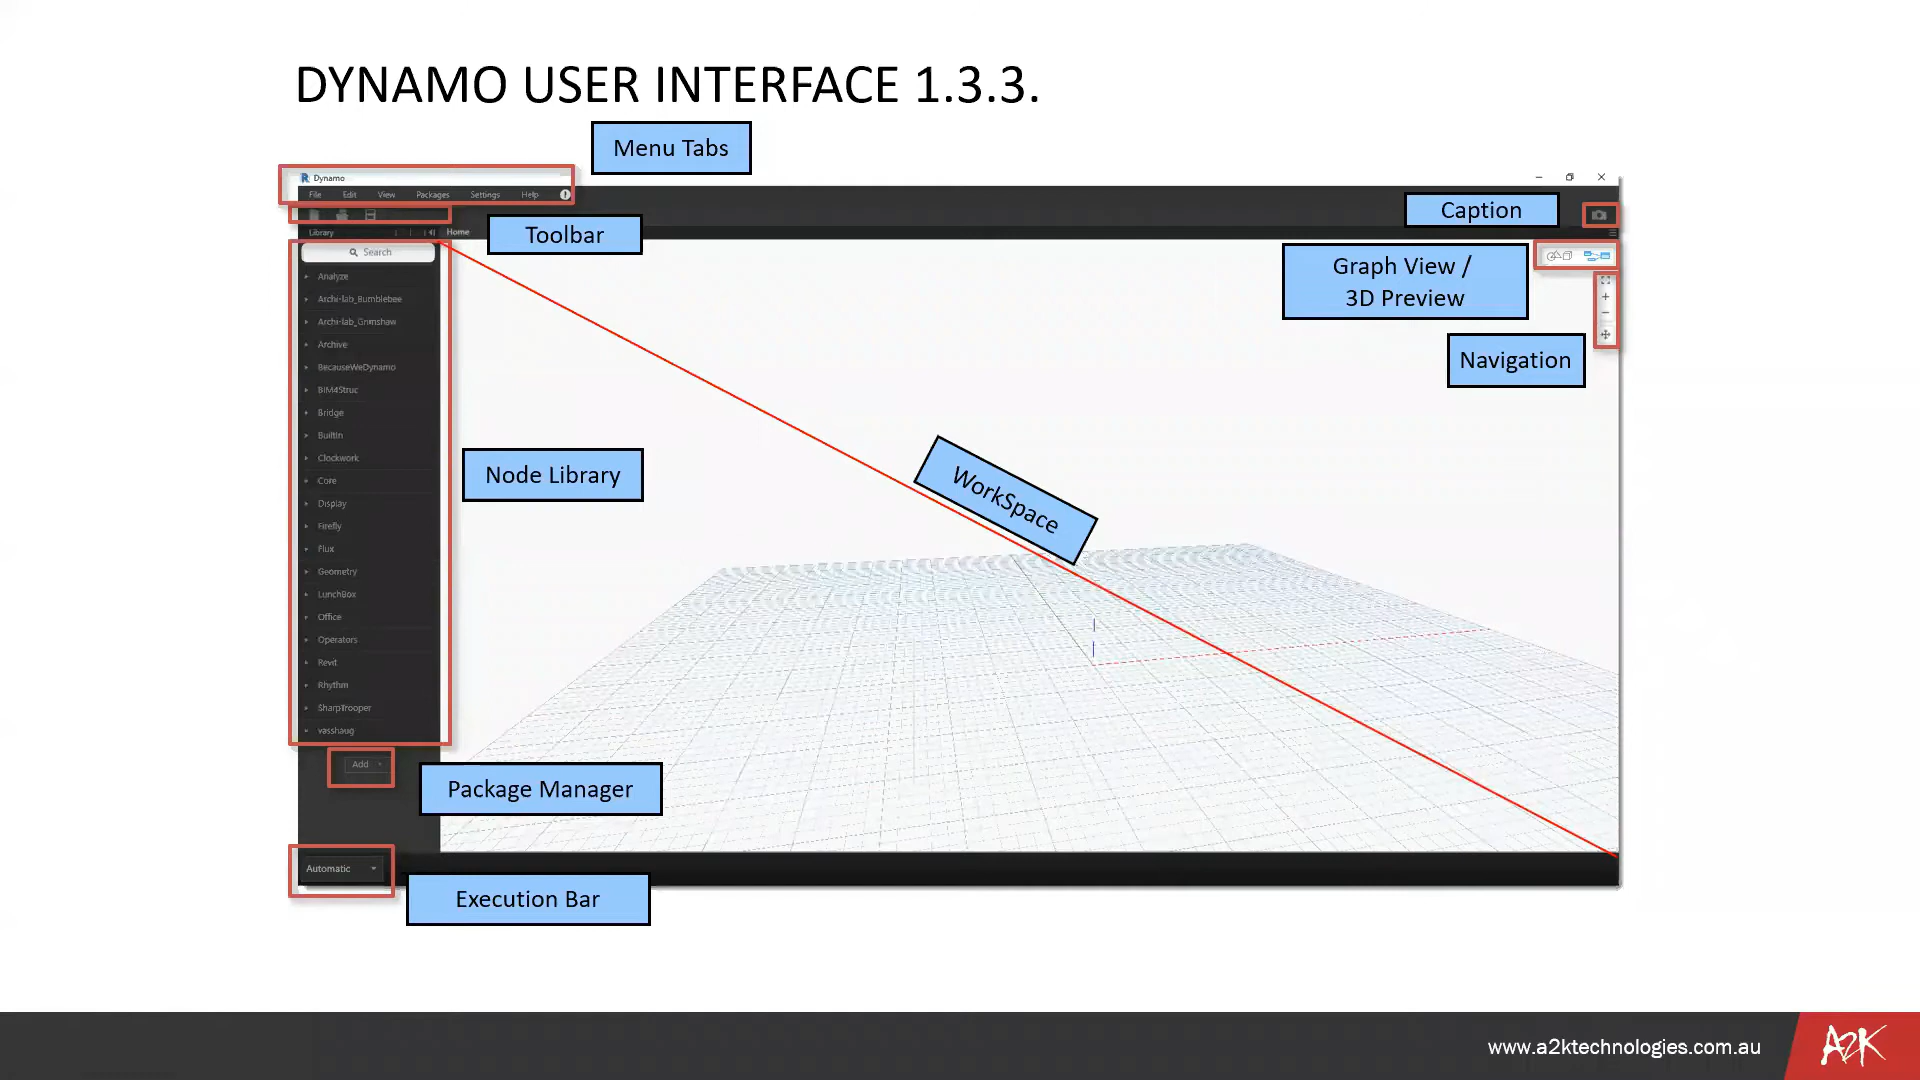 DYNAMO USER INTERFACE 1.3.3.
Menu Tabs
Dynamo
File Edit View Packages Settings Help
Caption
Toolbar
Library
Home
Search
Graph View /
3D Preview
Navigation
Analyze
Archi-lab_Bumblebee
Archi-lab_Grimshaw
Archive
BecauseWeDynamo
BIM4Struc
Bridge
BuiltIn
Clockwork
Core
Display
Firefly
Flux
Geometry
LunchBox
Office
Operators
Revit
Rhythm
SharpTrooper
vasshaug
Node Library
WorkSpace
Add
Package Manager
Automatic
Execution Bar
www.a2ktechnologies.com.au
A2K